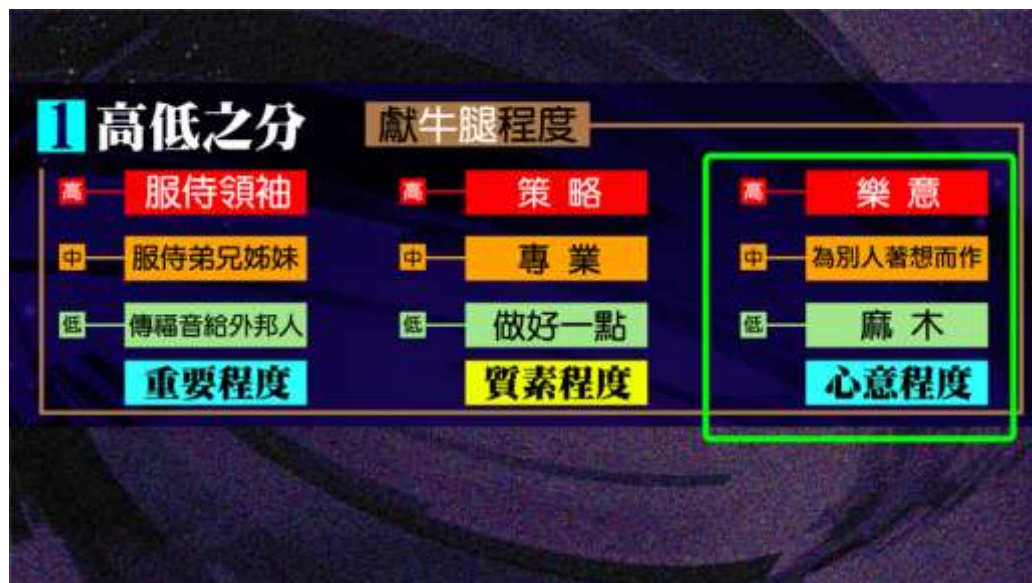 1 高低之分
獻牛腿程度
高 服侍領袖
中 服侍弟兄姊妹
低 傳福音給外邦人
重要程度
高 策略
中 專業
低 做好一點
質素程度
高 樂意
中 為別人著想而作
低 麻木
心意程度